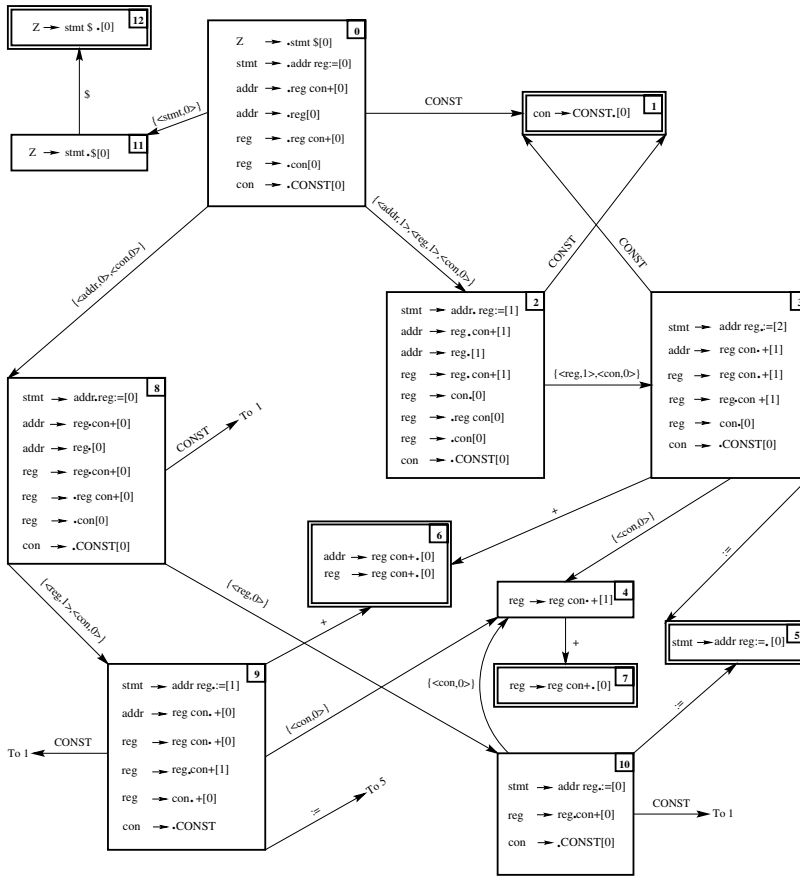 12
Z → stmt $ .[0]
$
Z → stmt.$[0]
11
{<stmt,0>}
0
Z → .stmt $[0]
stmt → .addr reg:=[0]
addr → .reg con+[0]
addr → .reg[0]
reg → .reg con+[0]
reg → .con[0]
con → .CONST[0]
CONST
1
con → CONST.[0]
{<addr,0>,<con,0>}
{<addr,1>,<reg,1>,<con,0>}
CONST
CONST
2
stmt → addr. reg:=[1]
addr → reg.con+[1]
addr → reg.[1]
reg → reg.con+[1]
reg → con.[0]
reg → .reg con[0]
reg → .con[0]
con → .CONST[0]
{<reg,1>,<con,0>}
3
stmt → addr reg.:=[2]
addr → reg con. +[1]
reg → reg con. +[1]
reg → reg.con +[1]
reg → con.[0]
con → .CONST[0]
8
stmt → addr.reg:=[0]
addr → reg.con+[0]
addr → reg.[0]
reg → reg.con+[0]
reg → .reg con+[0]
reg → .con[0]
con → .CONST[0]
CONST
To 1
{<reg,1>,<con,0>}
{<reg,0>}
6
addr → reg con+. [0]
reg → reg con+. [0]
+
{<con,0>}
:=
4
reg → reg con. +[1]
+
7
reg → reg con+. [0]
5
stmt → addr reg:=. [0]
9
stmt → addr reg.:=[1]
addr → reg con. +[0]
reg → reg con. +[0]
reg → reg.con+[1]
reg → con. +[0]
con → .CONST
+
{<con,0>}
{<con,0>}
CONST
To 1
:=
To 5
:=
10
stmt → addr reg.:=[0]
reg → reg.con+[0]
con → .CONST[0]
CONST
To 1